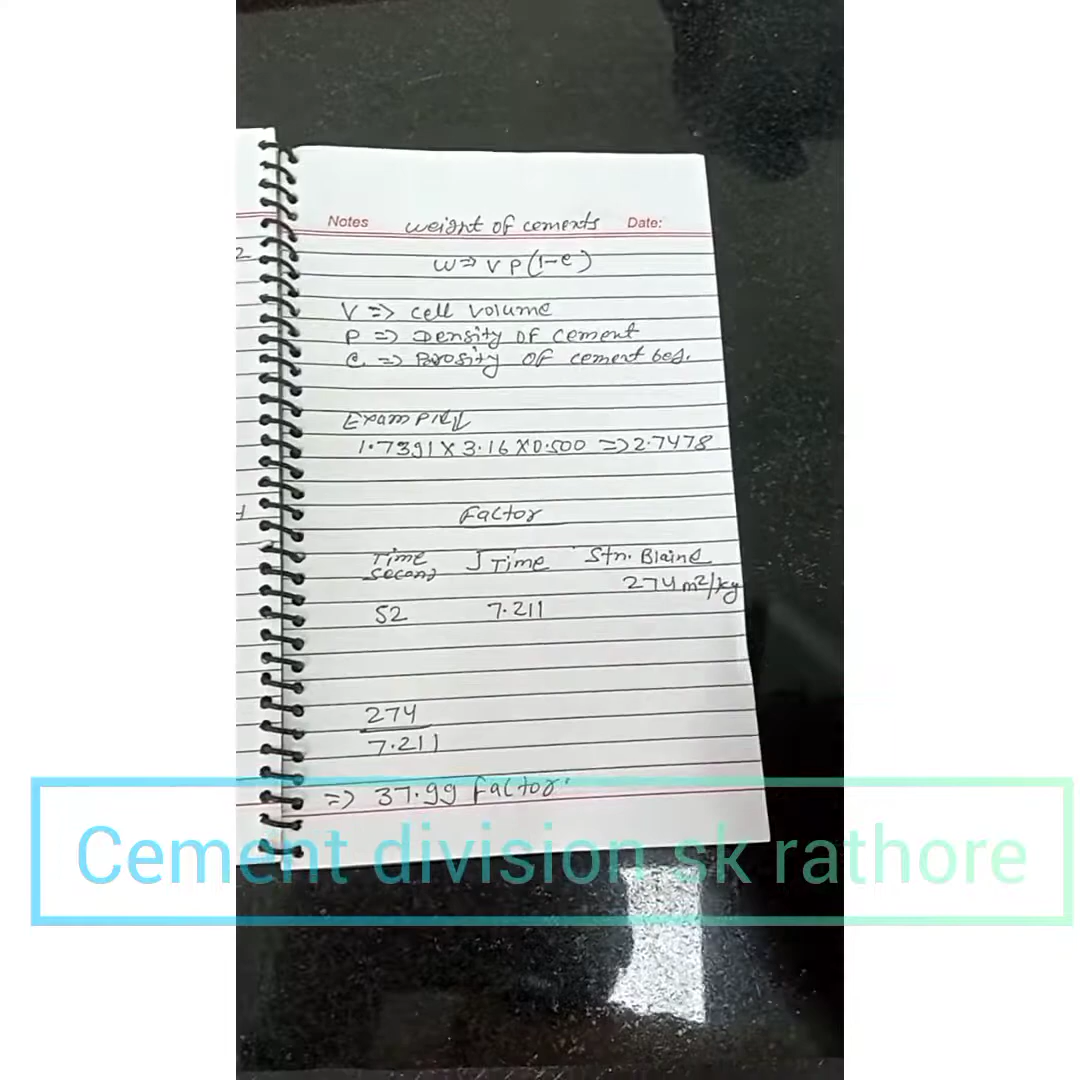 2
Notes weight of cements Date:
W⇒ V P (1-e)
V => cell volume
P => Density of cement
e => Porosity of cement bed.
Example
1.7391 X 3.16 X 0.500 => 2.7478
Factor
Time second √Time Stn. Blaine
274 m2/kg
52 7.211
274
7.211
=> 37.99 factor.
Cement division sk rathore